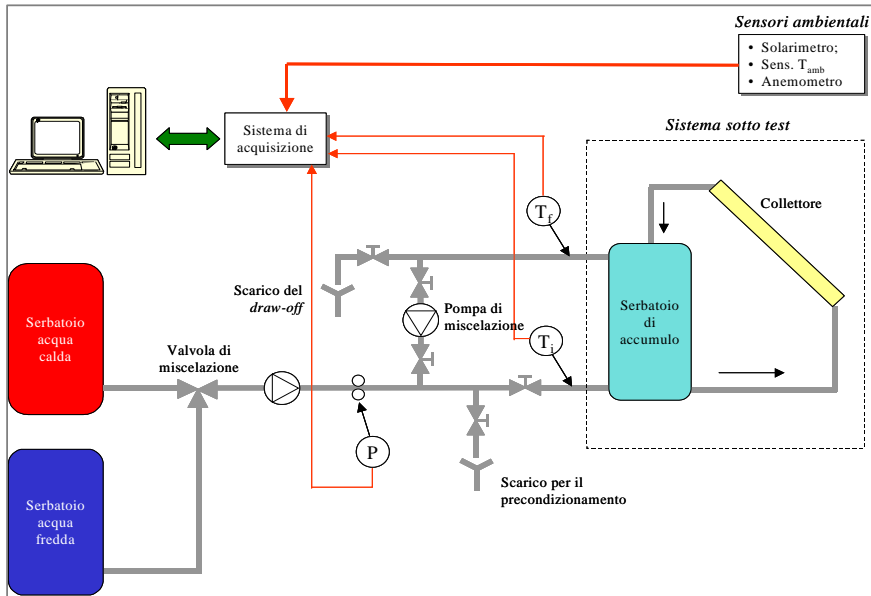 Sensori ambientali
• Solarimetro;
• Sens. Tamb
• Anemometro
Sistema di
acquisizione
Sistema sotto test
Collettore
Tf
Scarico del
draw-off
Pompa di
miscelazione
Serbatoio
di
accumulo
Serbatoio
acqua
calda
Valvola di
miscelazione
Ti
P
Scarico per il
precondizionamento
Serbatoio
acqua
fredda